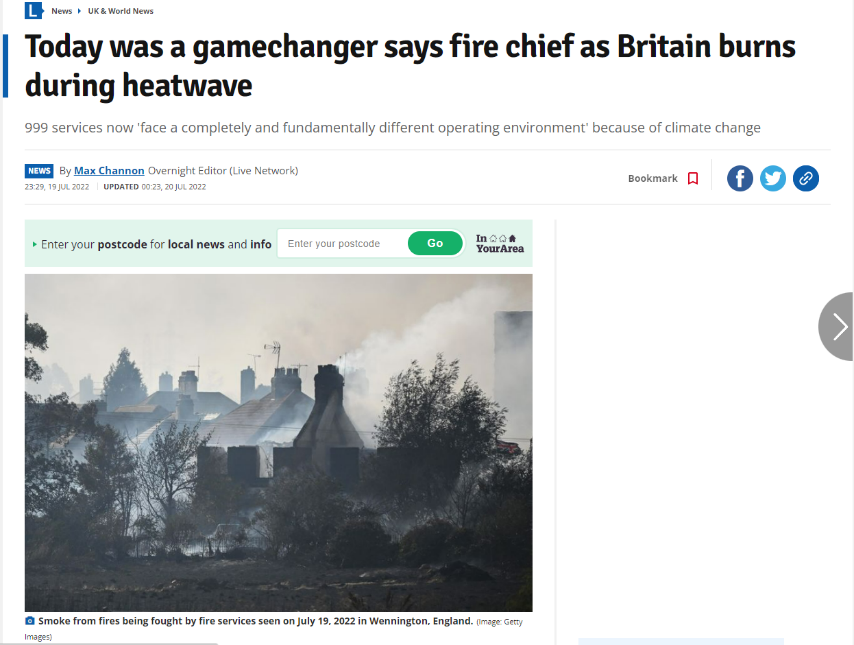 L News UK & World News
Today was a gamechanger says fire chief as Britain burns
during heatwave
999 services now 'face a completely and fundamentally different operating environment' because of climate change
NEWS By Max Channon Overnight Editor (Live Network)
23:29, 19 JUL 2022 UPDATED 00:23, 20 JUL 2022
Bookmark
Enter your postcode for local news and info Enter your postcode Go In
YourArea
Smoke from fires being fought by fire services seen on July 19, 2022 in Wennington, England. (Image: Getty
Images)